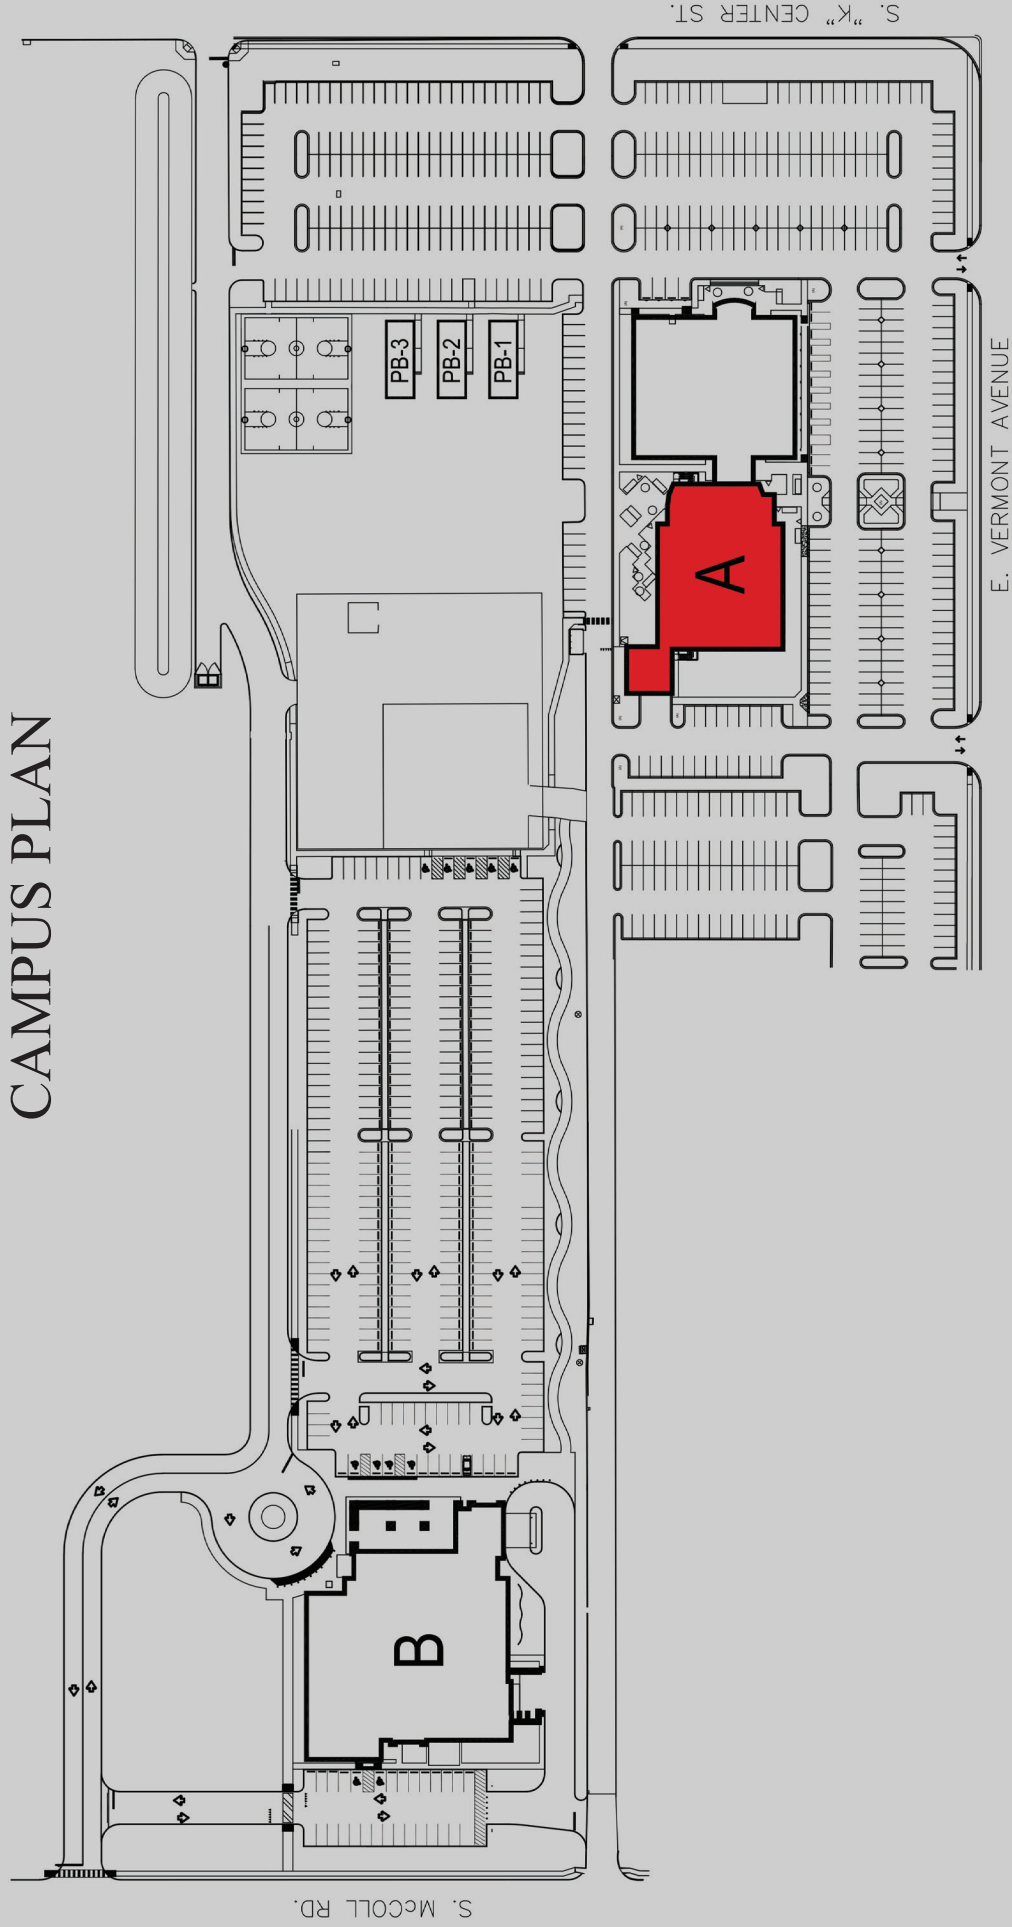 CAMPUS PLAN
S. "K" CENTER ST.
PB-3
PB-2
PB-1
A
E. VERMONT AVENUE
B
S. McCOLL RD.